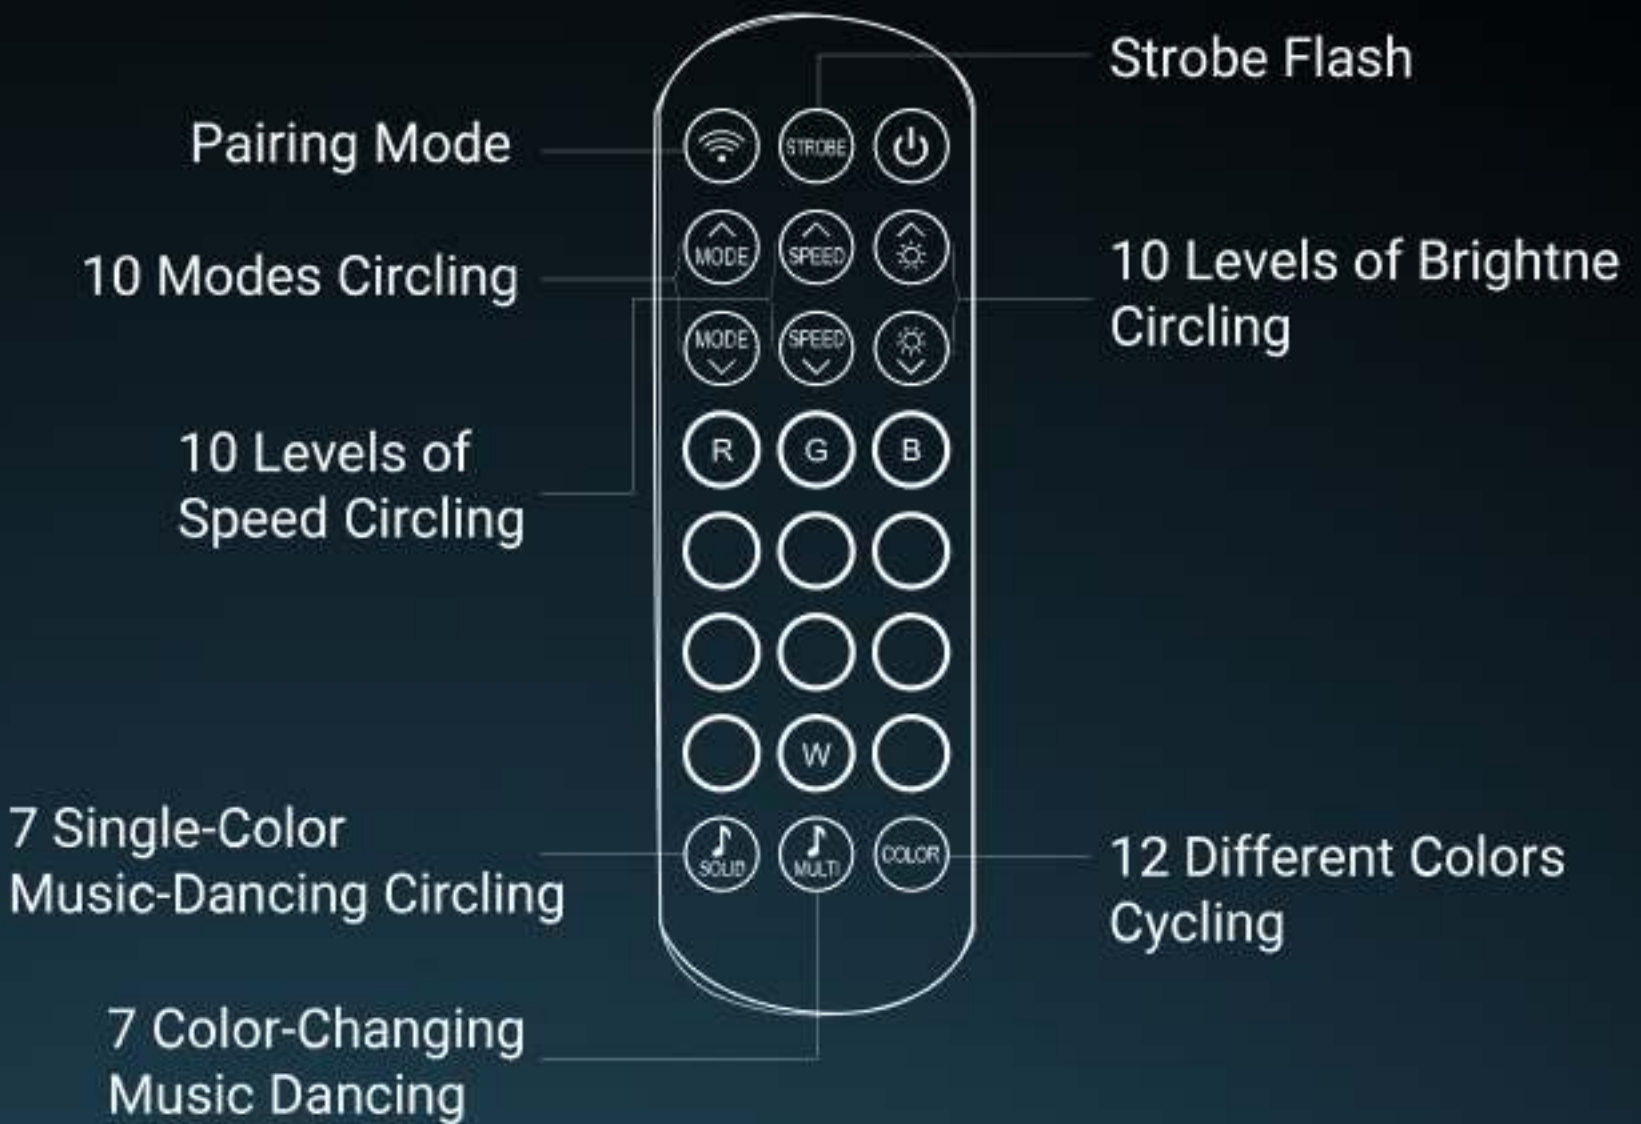 Strobe Flash
Pairing Mode
STROBE
10 Modes Circling
MODE
SPEED
10 Levels of Brightne
Circling
MODE
SPEED
10 Levels of
Speed Circling
R
G
B
W
7 Single-Color
Music-Dancing Circling
SOLID
MULTI
COLOR
12 Different Colors
Cycling
7 Color-Changing
Music Dancing